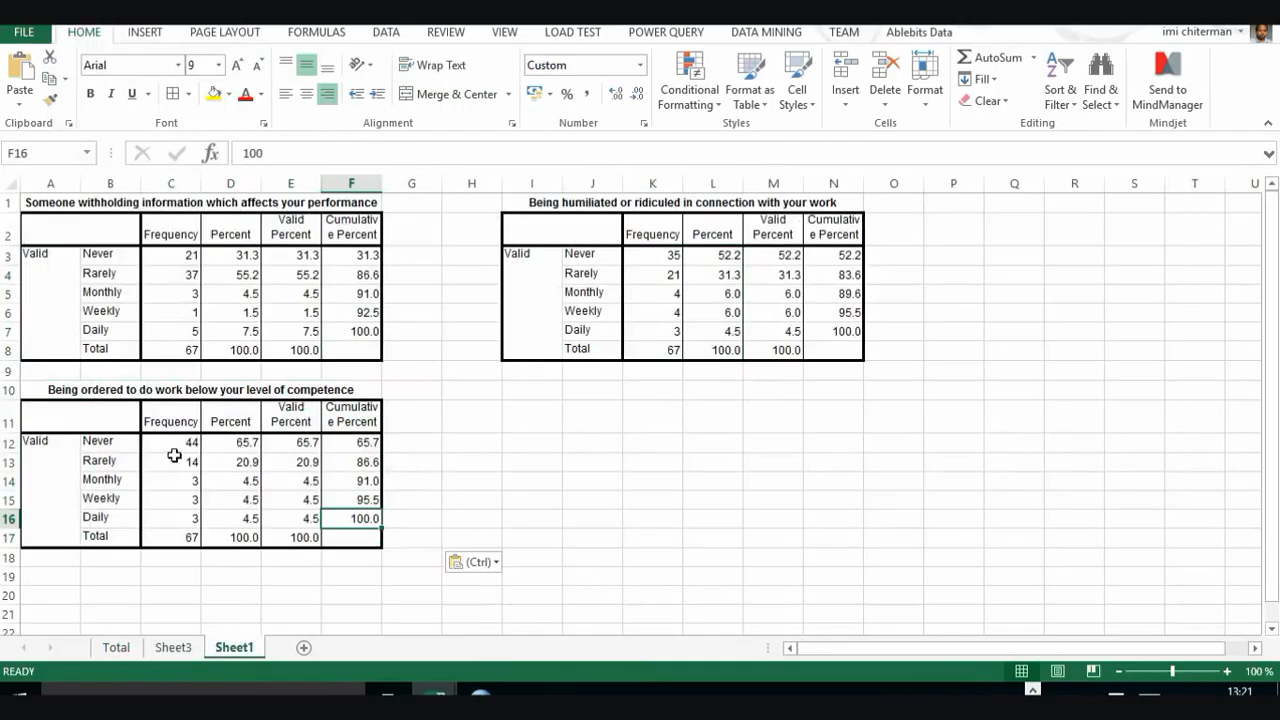 FILE HOME INSERT PAGE LAYOUT FORMULAS DATA REVIEW VIEW LOAD TEST POWER QUERY DATA MINING TEAM Ablebits Data imi chiterman
Paste
Arial 9
B I U
Wrap Text
Merge & Center
Custom
% ,
Conditional Formatting
Format as Table
Cell Styles
Insert Delete Format
AutoSum
Fill
Clear
Sort & Filter
Find & Select
Send to MindManager
Clipboard Font Alignment Number Styles Cells Editing Mindjet
F16 fx 100
A B C D E F G H I J K L M N O P Q R S T U
1 Someone withholding information which affects your performance Being humiliated or ridiculed in connection with your work
2 Frequency Percent Valid Percent Cumulativ e Percent Frequency Percent Valid Percent Cumulativ e Percent
3 Valid Never 21 31.3 31.3 31.3 Valid Never 35 52.2 52.2 52.2
4 Rarely 37 55.2 55.2 86.6 Rarely 21 31.3 31.3 83.6
5 Monthly 3 4.5 4.5 91.0 Monthly 4 6.0 6.0 89.6
6 Weekly 1 1.5 1.5 92.5 Weekly 4 6.0 6.0 95.5
7 Daily 5 7.5 7.5 100.0 Daily 3 4.5 4.5 100.0
8 Total 67 100.0 100.0 Total 67 100.0 100.0
9
10 Being ordered to do work below your level of competence
11 Frequency Percent Valid Percent Cumulativ e Percent
12 Valid Never 44 65.7 65.7 65.7
13 Rarely 14 20.9 20.9 86.6
14 Monthly 3 4.5 4.5 91.0
15 Weekly 3 4.5 4.5 95.5
16 Daily 3 4.5 4.5 100.0
17 Total 67 100.0 100.0
18 (Ctrl)
19
20
21
22
Total Sheet3 Sheet1
READY 100 %
13:21